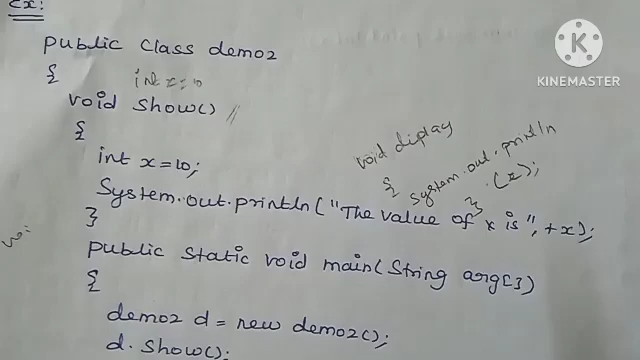 Ex:
public class demo2
{
int x=10
void show() //
{
int x=10;
void display
{
System.out.println
(x);
}
System.out.println("The value of x is", +x);
}
public static void main(String arg[])
{
demo2 d = new demo2();
d. show();
KINEMASTER